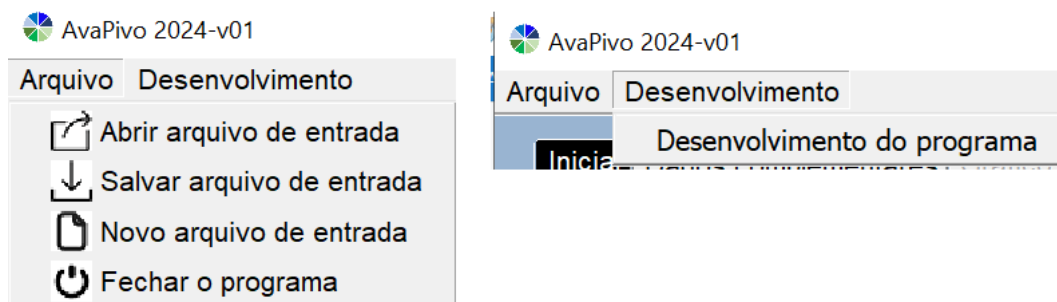 AvaPivo 2024-v01
Arquivo Desenvolvimento
Abrir arquivo de entrada
Salvar arquivo de entrada
Novo arquivo de entrada
Fechar o programa
AvaPivo 2024-v01
Arquivo Desenvolvimento
Desenvolvimento do programa